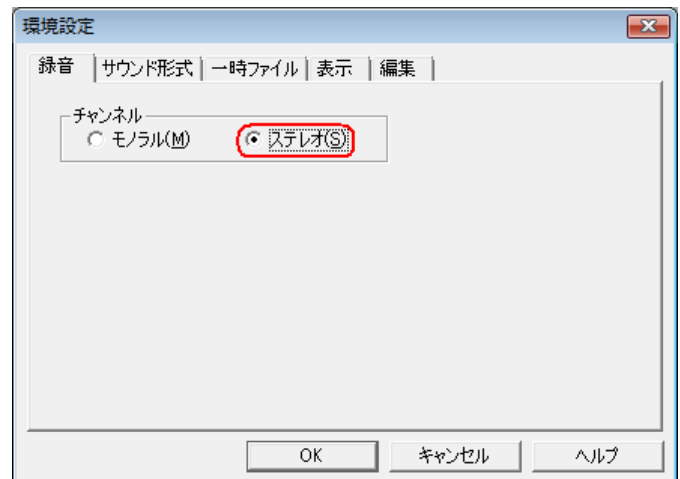 環境設定
録音 サウンド形式 一時ファイル 表示 編集
チャンネル
モノラル(M) ステレオ(S)
OK キャンセル ヘルプ